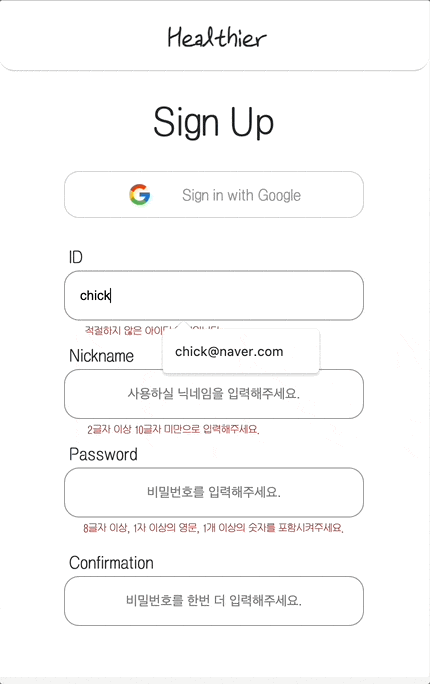 Healthier
Sign Up
Sign in with Google
ID
chick
적절하지 않은 아이디
chick@naver.com
Nickname
사용하실 닉네임을 입력해주세요.
2글자 이상 10글자 미만으로 입력해주세요.
Password
비밀번호를 입력해주세요.
8글자 이상, 1자 이상의 영문, 1개 이상의 숫자를 포함시켜주세요.
Confirmation
비밀번호를 한번 더 입력해주세요.